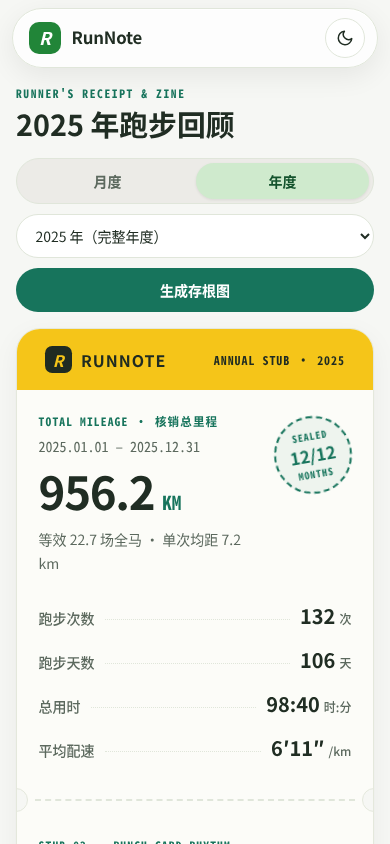 R RunNote
RUNNER'S RECEIPT & ZINE
2025 年跑步回顾
月度 年度
2025 年（完整年度）
生成存根图
R RUNNOTE ANNUAL STUB • 2025
TOTAL MILEAGE • 核销总里程
2025.01.01 – 2025.12.31
SEALED
12/12
MONTHS
956.2 KM
等效 22.7 场全马 · 单次均距 7.2
km
跑步次数 132 次
跑步天数 106 天
总用时 98:40 时:分
平均配速 6′11″ /km